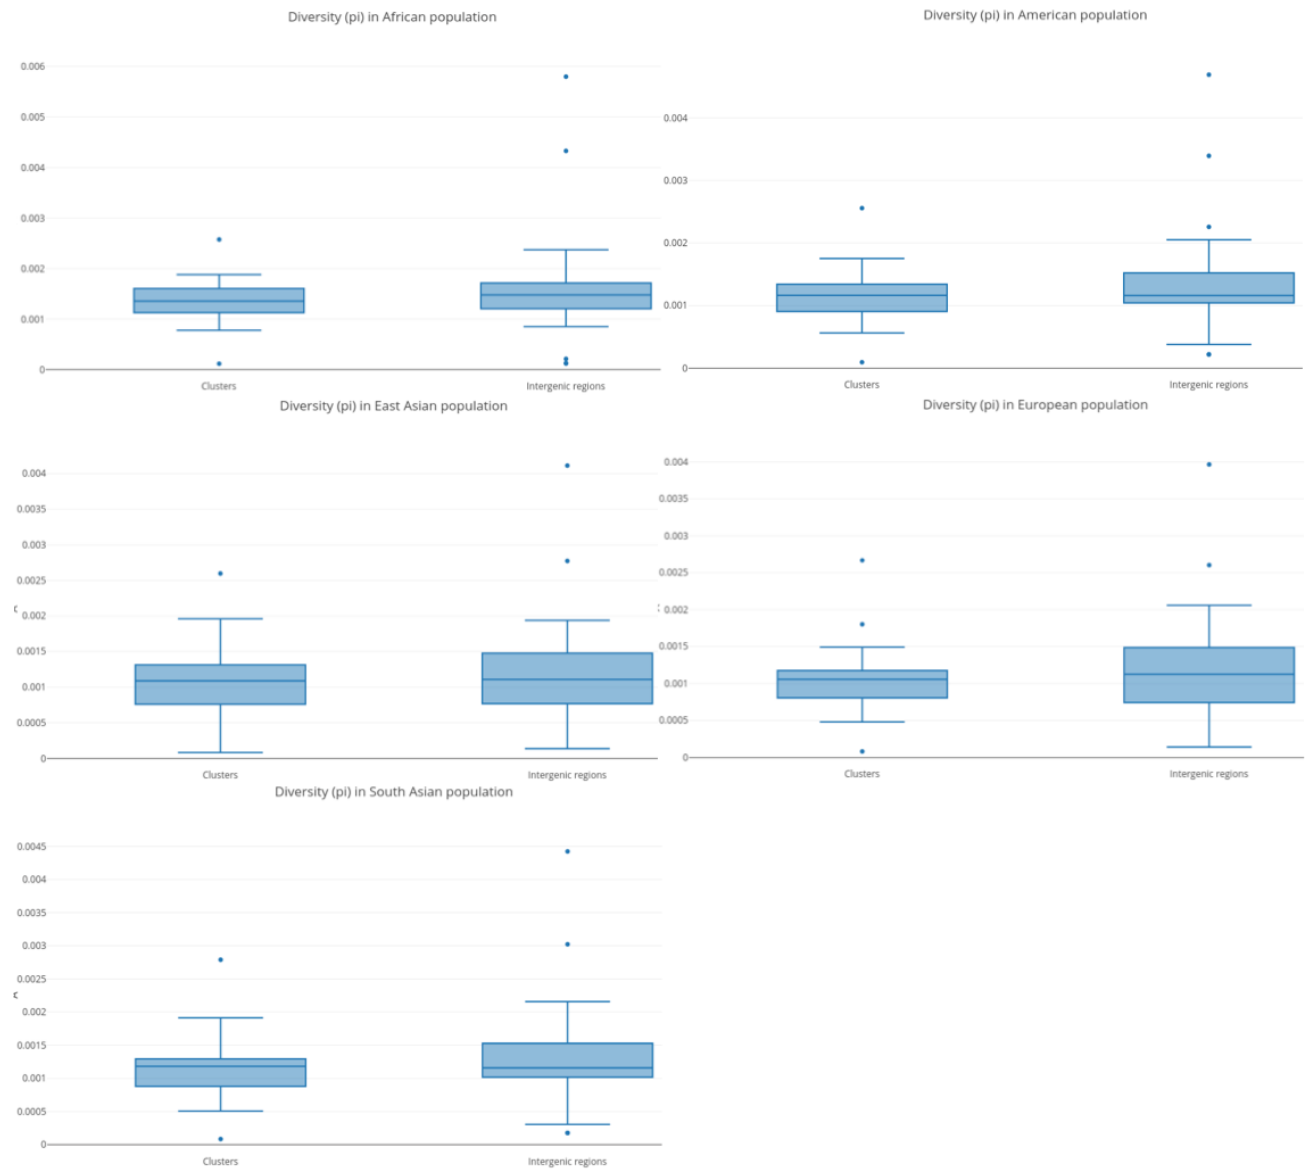 Diversity (pi) in African population
0.006
0.005
0.004
0.003
0.002
0.001
0
Clusters
Intergenic regions
Diversity (pi) in American population
0.004
0.003
0.002
0.001
0
Clusters
Intergenic regions
Diversity (pi) in East Asian population
0.004
0.0035
0.003
0.0025
0.002
0.0015
0.001
0.0005
0
Clusters
Intergenic regions
Diversity (pi) in European population
0.004
0.0035
0.003
0.0025
0.002
0.0015
0.001
0.0005
0
Clusters
Intergenic regions
Diversity (pi) in South Asian population
0.0045
0.004
0.0035
0.003
0.0025
0.002
0.0015
0.001
0.0005
0
Clusters
Intergenic regions